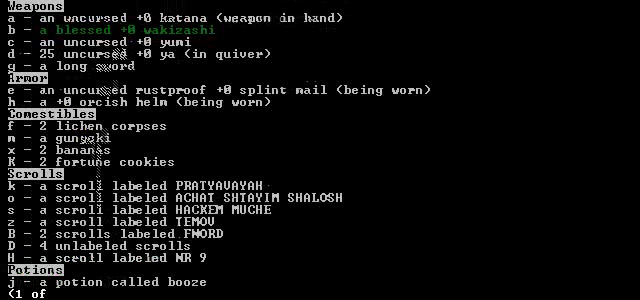 Weapons
a - an uncursed +0 katana (weapon in hand)
b - a blessed +0 wakizashi
c - an uncursed +0 yumi
d - 25 uncursed +0 ya (in quiver)
g - a long sword
Armor
e - an uncursed rustproof +0 splint mail (being worn)
h - a +0 orcish helm (being worn)
Comestibles
f - 2 lichen corpses
m - a gunyoki
x - 2 bananas
K - 2 fortune cookies
Scrolls
k - a scroll labeled PRATYAVAYAH
o - a scroll labeled ACHAT SHTAYIM SHALOSH
s - a scroll labeled HACKEM MUCHE
z - a scroll labeled TEMOV
B - 2 scrolls labeled FNORD
D - 4 unlabeled scrolls
H - a scroll labeled NR 9
Potions
j - a potion called booze
(1 of